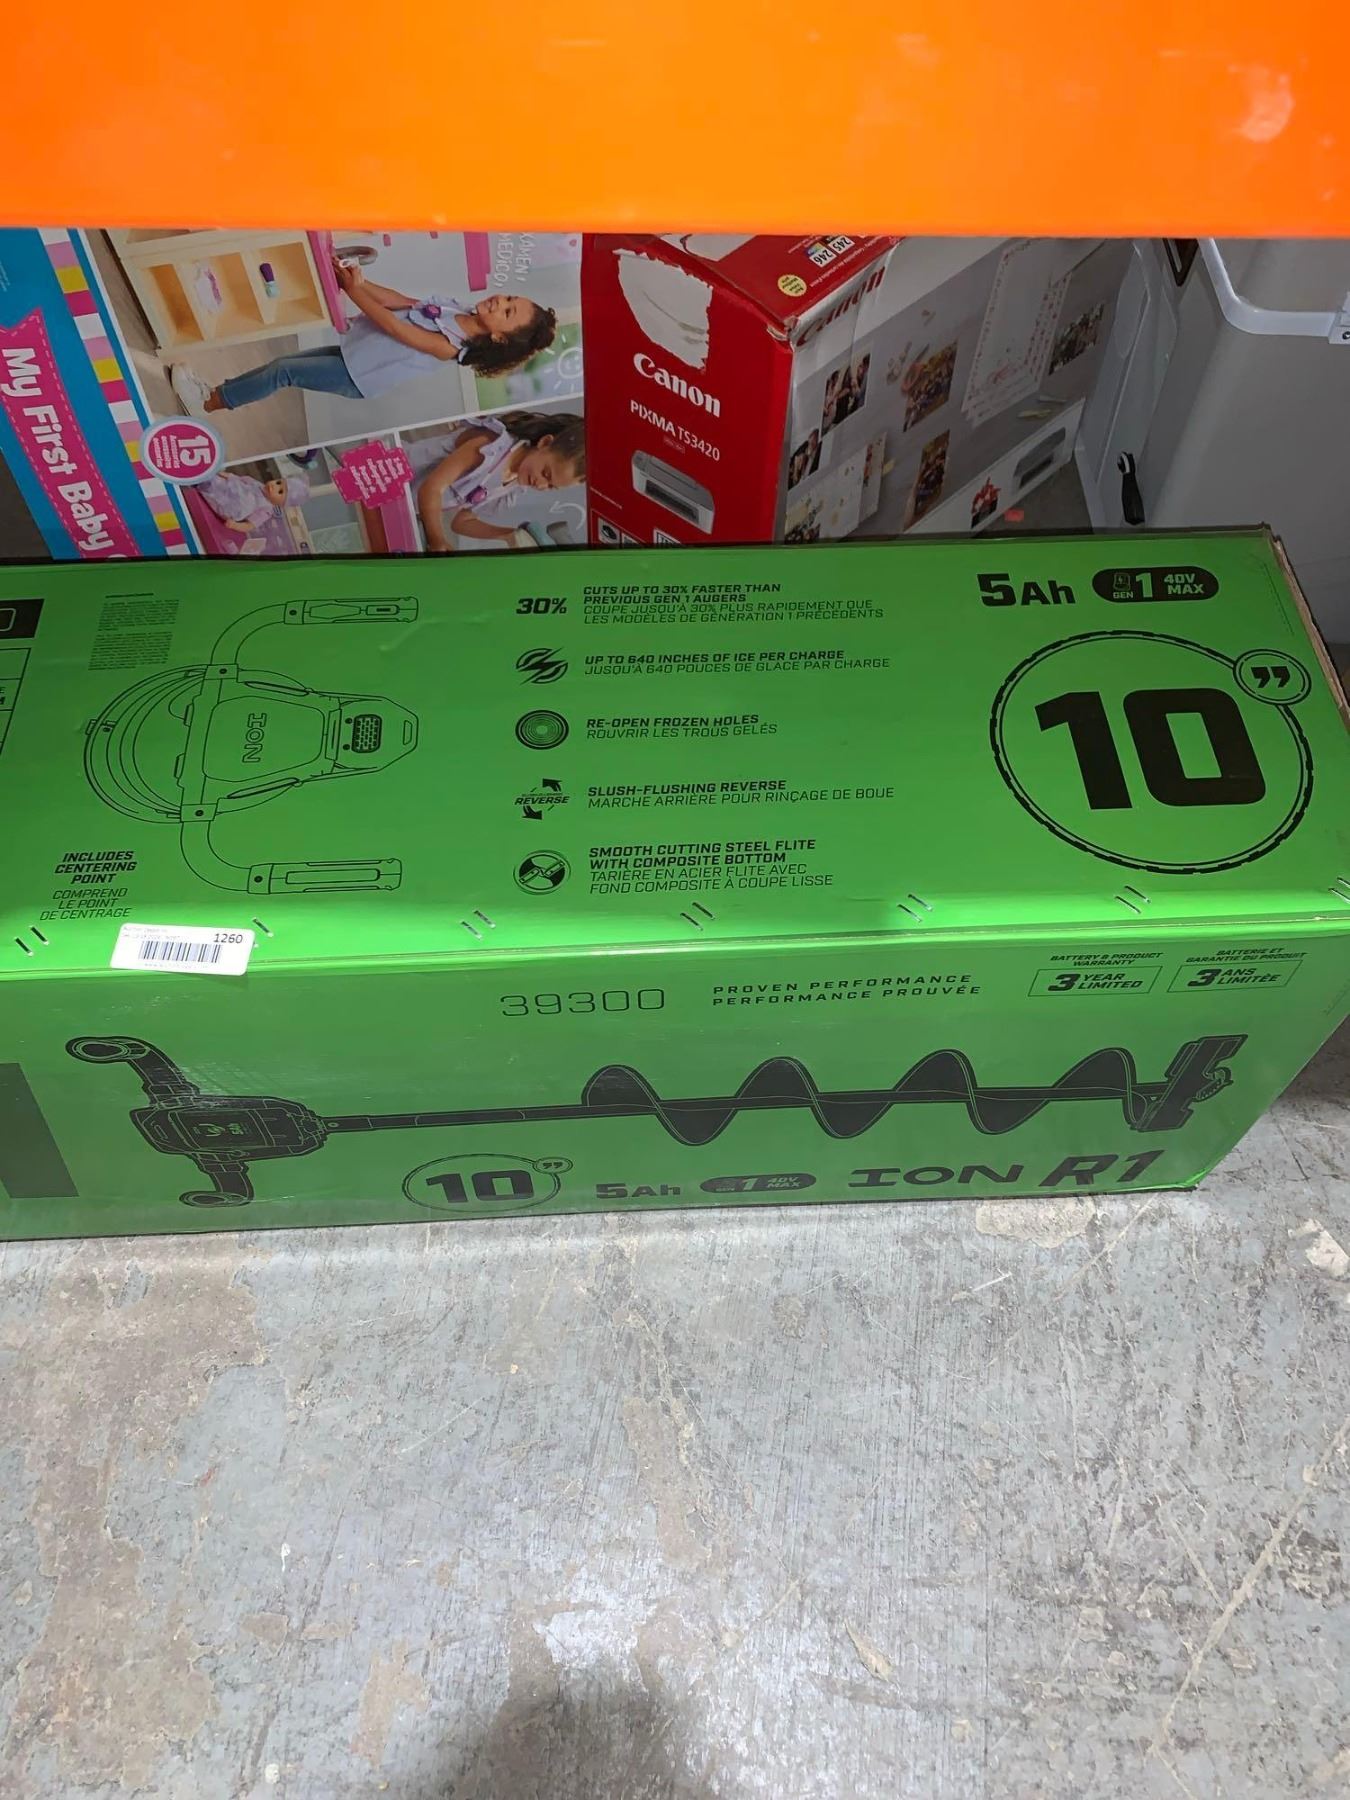 My First Baby
15
EXAMEN
MÉDICO
Canon
PIXMA TS3420
Canon
245
246
30%
CUTS UP TO 30% FASTER THAN
PREVIOUS GEN 1 AUGERS
COUPE JUSQU'À 30% PLUS RAPIDEMENT QUE
LES MODÈLES DE GÉNÉRATION 1 PRÉCÉDENTS
UP TO 640 INCHES OF ICE PER CHARGE
JUSQU'À 640 POUCES DE GLACE PAR CHARGE
RE-OPEN FROZEN HOLES
ROUVRIR LES TROUS GELÉS
REVERSE
SLUSH-FLUSHING REVERSE
MARCHE ARRIÈRE POUR RINÇAGE DE BOUE
SMOOTH CUTTING STEEL FLITE
WITH COMPOSITE BOTTOM
TARIÈRE EN ACIER FLITE AVEC
FOND COMPOSITE À COUPE LISSE
5Ah
GEN 1 40V
MAX
10"
ION
INCLUDES
CENTERING
POINT
COMPREND
LE POINT
DE CENTRAGE
1260
39300
PROVEN PERFORMANCE
PERFORMANCE PROUVÉE
BATTERY & PRODUCT
WARRANTY
3 YEAR
LIMITED
BATTERIE ET
GARANTIE DU PRODUIT
3 ANS
LIMITÉE
10"
5Ah
GEN 1 40V
MAX
ION R1